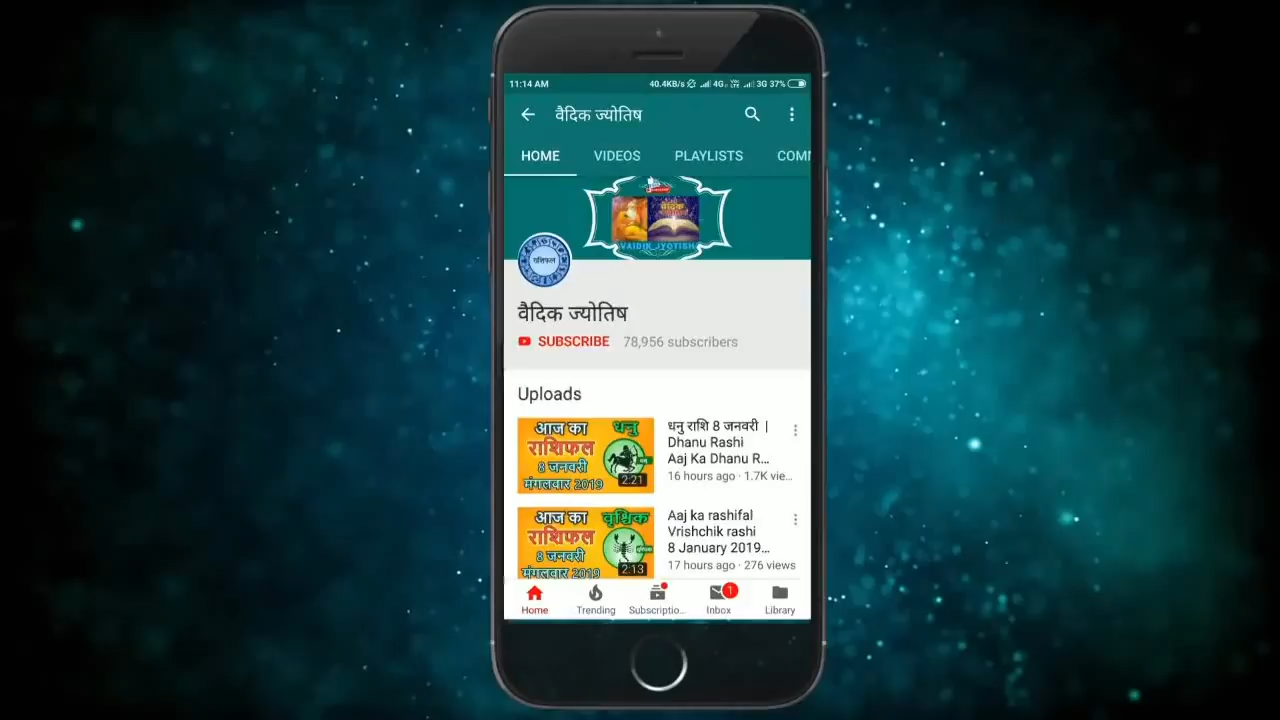 11:14 AM 40.4KB/s 4G 3G 37%
वैदिक ज्योतिष
HOME VIDEOS PLAYLISTS COMM
वैदिक
VAIDIK JYOTISH
राशिफल
वैदिक ज्योतिष
SUBSCRIBE 78,956 subscribers
Uploads
आज का धनु
राशिफल
8 जनवरी
मंगलवार 2019
2:21
धनु राशि 8 जनवरी |
Dhanu Rashi
Aaj Ka Dhanu R...
16 hours ago · 1.7K vie...
आज का वृश्चिक
राशिफल
8 जनवरी
मंगलवार 2019
2:13
Aaj ka rashifal
Vrishchik rashi
8 January 2019...
17 hours ago · 276 views
1
Home Trending Subscriptio... Inbox Library